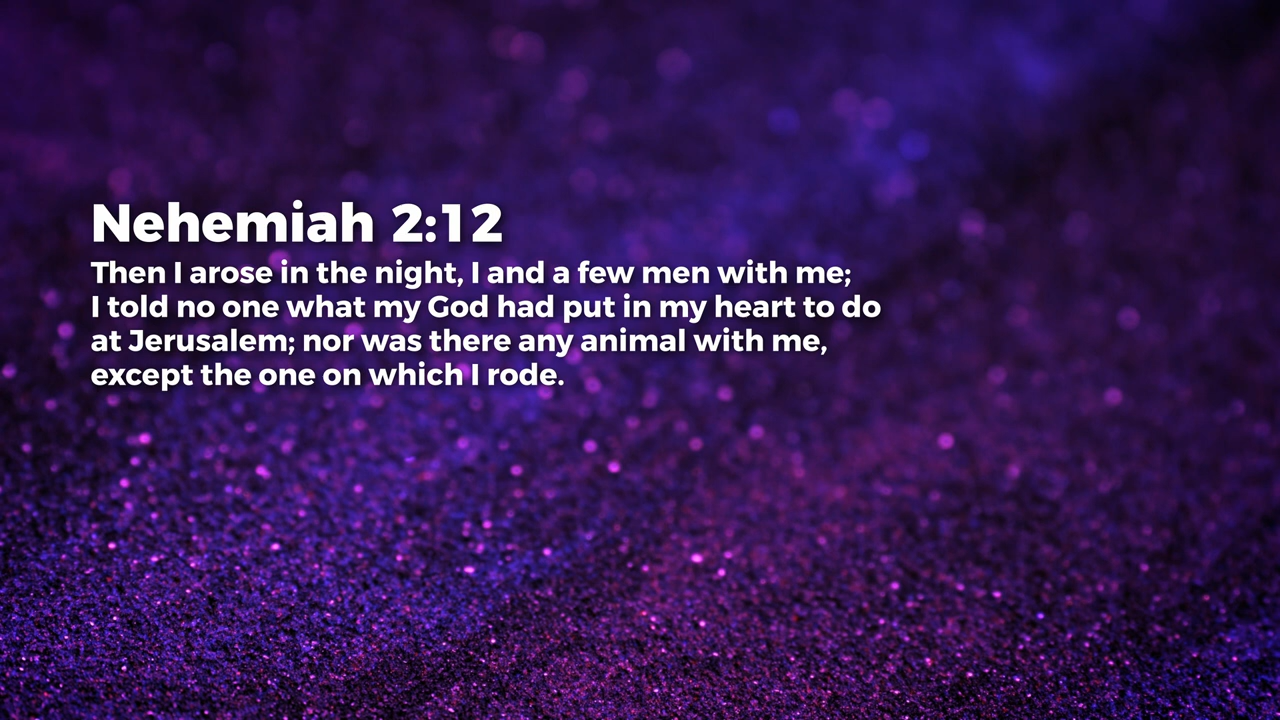 Nehemiah 2:12
Then I arose in the night, I and a few men with me;
I told no one what my God had put in my heart to do
at Jerusalem; nor was there any animal with me,
except the one on which I rode.